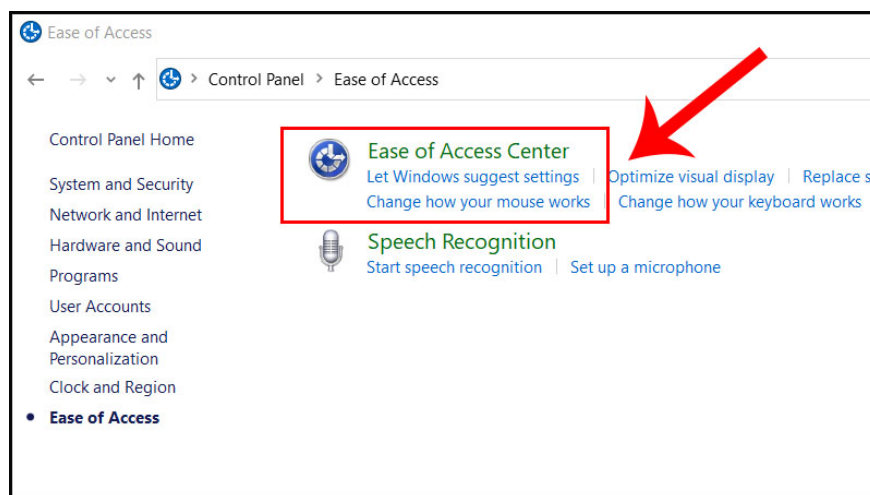 Ease of Access
Control Panel > Ease of Access
Control Panel Home
System and Security
Network and Internet
Hardware and Sound
Programs
User Accounts
Appearance and
Personalization
Clock and Region
Ease of Access
Ease of Access Center
Let Windows suggest settings | Optimize visual display | Replace
Change how your mouse works | Change how your keyboard works
Speech Recognition
Start speech recognition | Set up a microphone